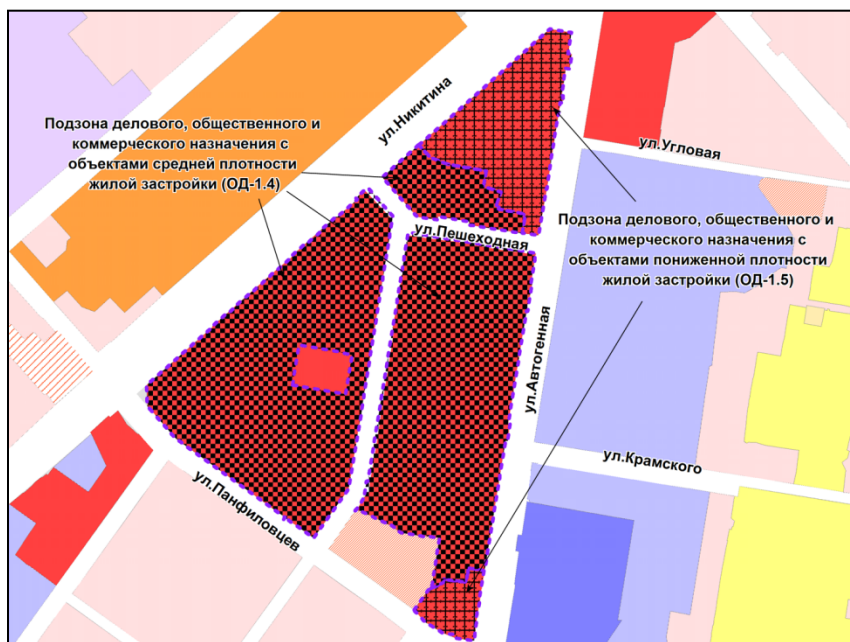 ул.Никитина
Подзона делового, общественного и
коммерческого назначения с
объектами средней плотности
жилой застройки (ОД-1.4)
ул.Угловая
Подзона делового, общественного и
коммерческого назначения с
объектами пониженной плотности
жилой застройки (ОД-1.5)
ул.Пешеходная
ул.Автогенная
ул.Крамского
ул.Панфиловцев